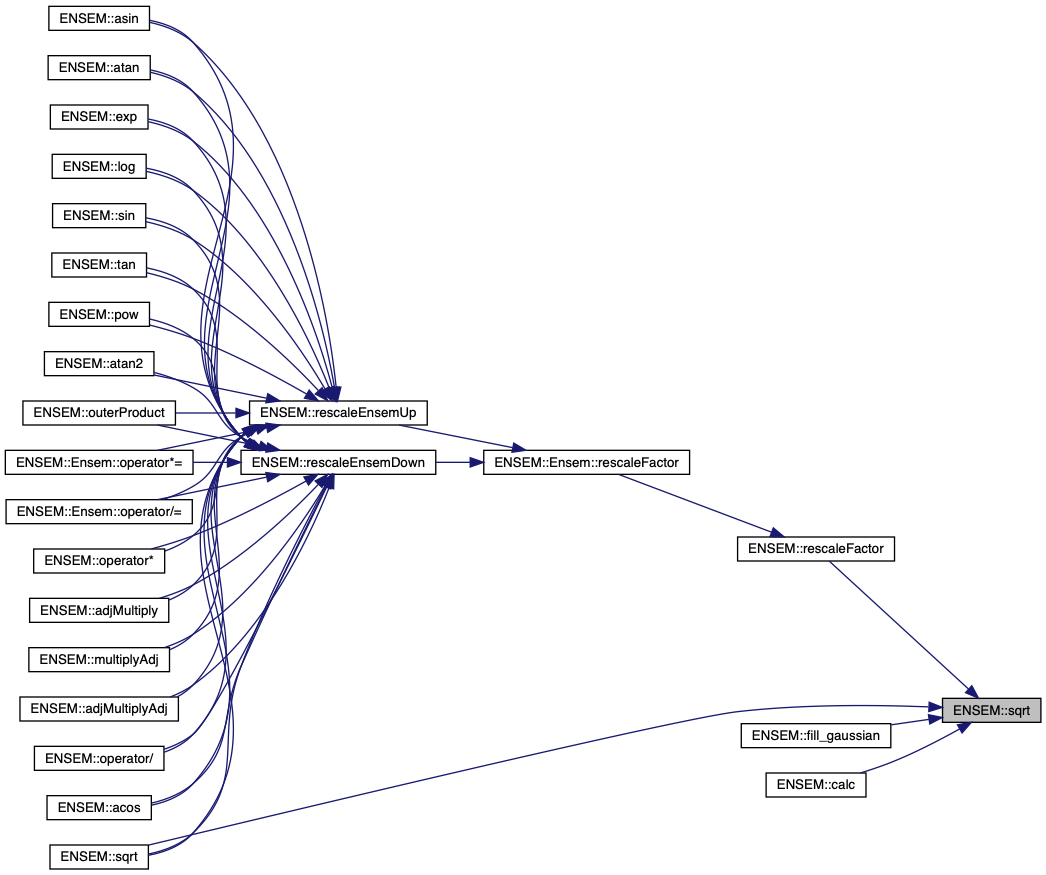 ENSEM::asin
ENSEM::atan
ENSEM::exp
ENSEM::log
ENSEM::sin
ENSEM::tan
ENSEM::pow
ENSEM::atan2
ENSEM::outerProduct
ENSEM::rescaleEnsemUp
ENSEM::Ensem::operator*=
ENSEM::rescaleEnsemDown
ENSEM::Ensem::rescaleFactor
ENSEM::Ensem::operator/=
ENSEM::operator*
ENSEM::rescaleFactor
ENSEM::adjMultiply
ENSEM::multiplyAdj
ENSEM::adjMultiplyAdj
ENSEM::sqrt
ENSEM::fill_gaussian
ENSEM::operator/
ENSEM::calc
ENSEM::acos
ENSEM::sqrt